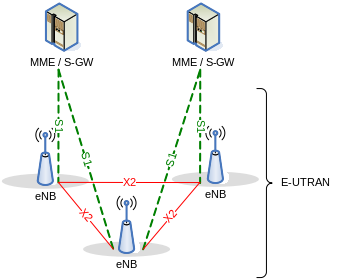 MME / S-GW
MME / S-GW
S1
S1
S1
S1
X2
E-UTRAN
eNB
eNB
X2
X2
eNB